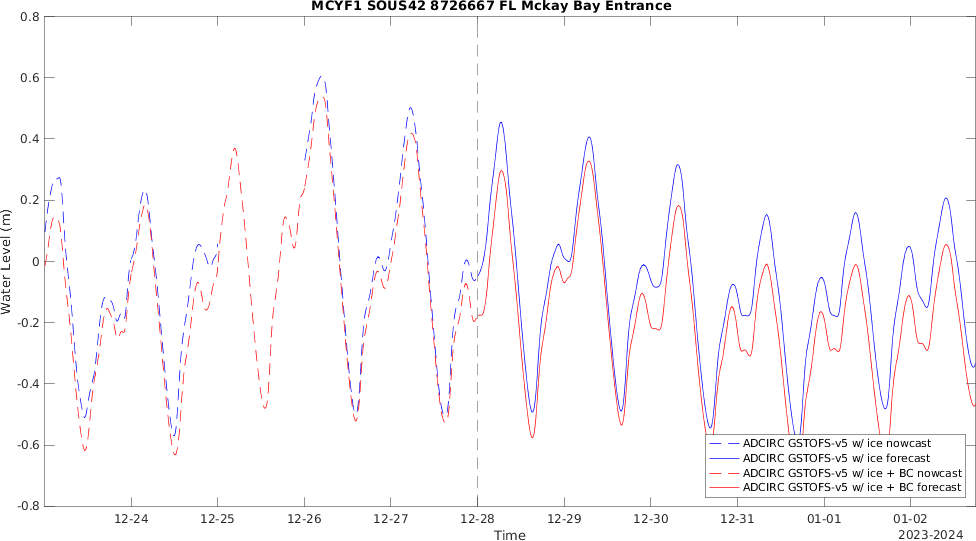 MCYF1 SOUS42 8726667 FL Mckay Bay Entrance
0.8
0.6
0.4
0.2
0
-0.2
-0.4
-0.6
-0.8
Water Level (m)
ADCIRC GSTOFS-v5 w/ ice nowcast
ADCIRC GSTOFS-v5 w/ ice forecast
ADCIRC GSTOFS-v5 w/ ice + BC nowcast
ADCIRC GSTOFS-v5 w/ ice + BC forecast
12-24 12-25 12-26 12-27 12-28 12-29 12-30 12-31 01-01 01-02
Time
2023-2024